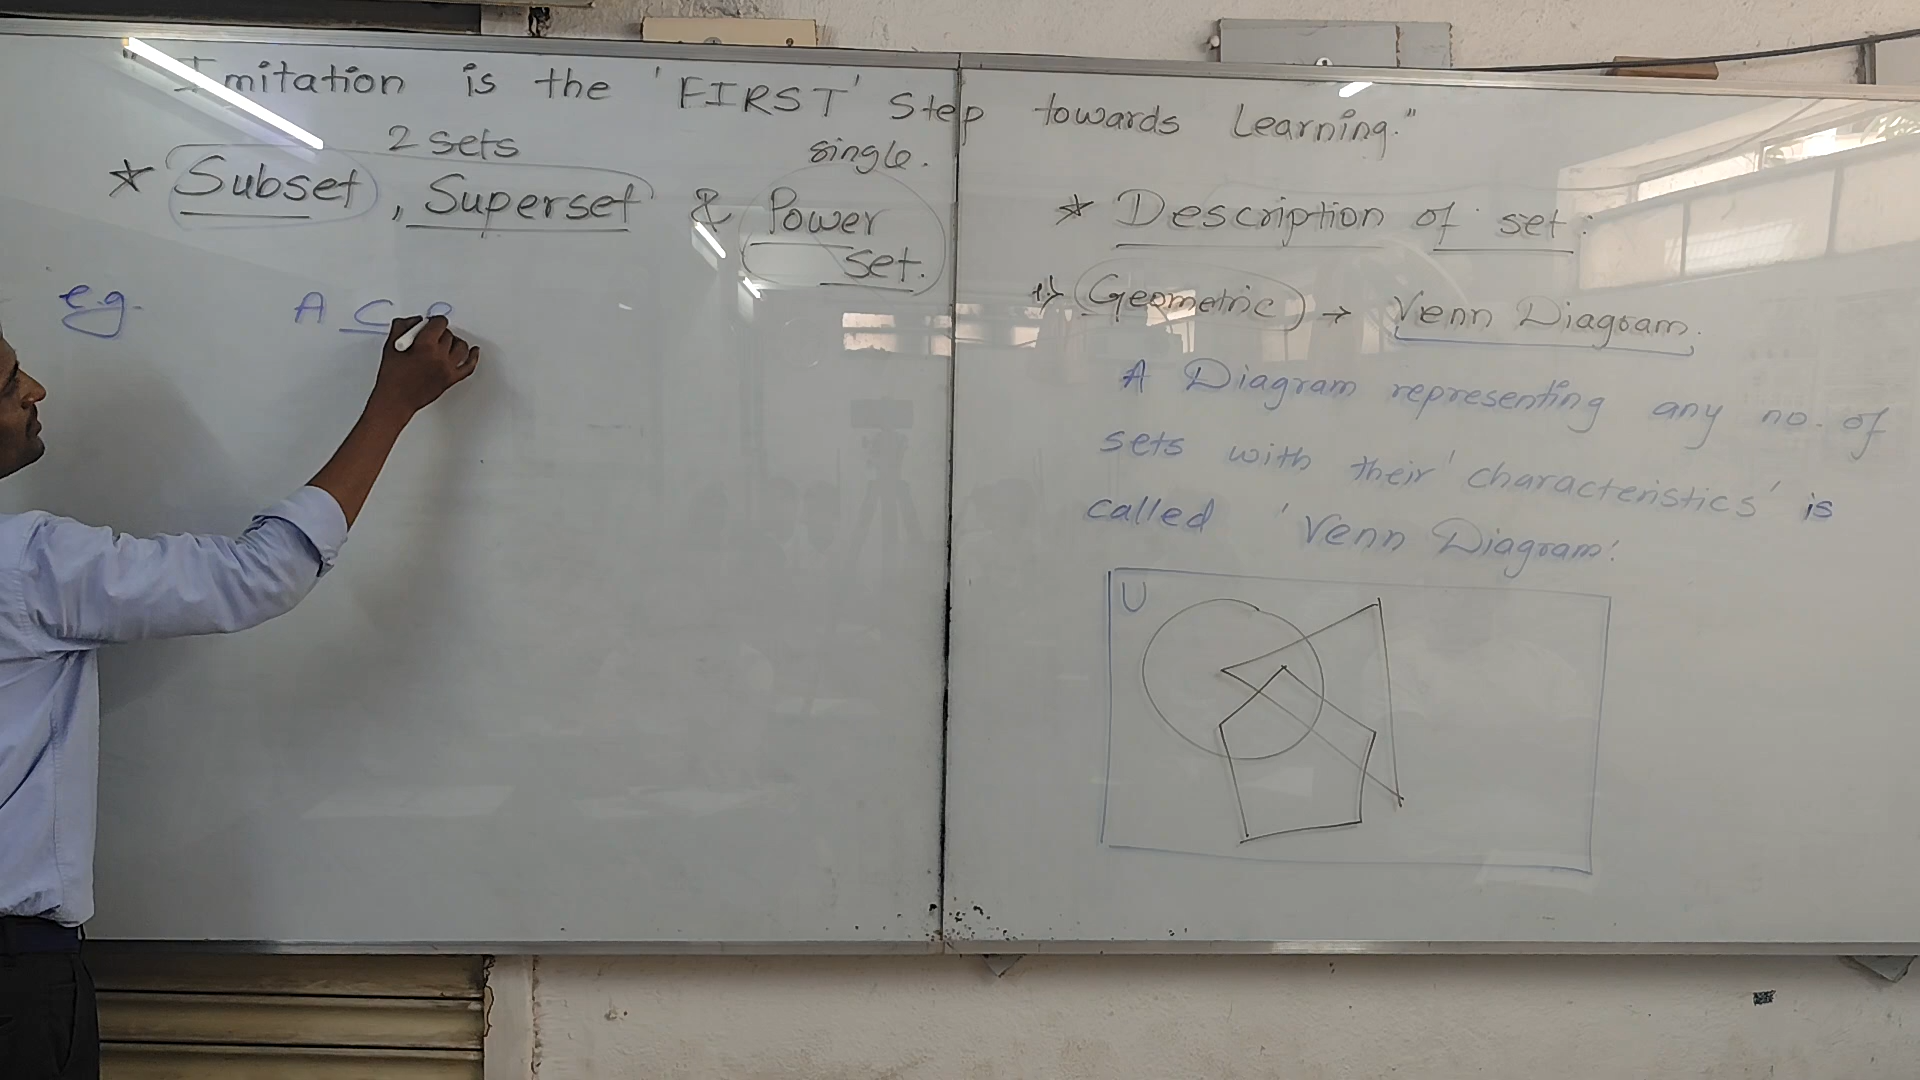 "Imitation is the 'FIRST' Step towards Learning."
2 sets single.
* Subset, Superset & Power
set.
e.g. A ⊆ B
* Description of set:
1) Geometric → Venn Diagram.
A Diagram representing any no. of
sets with their 'characteristics' is
called 'Venn Diagram'.
U